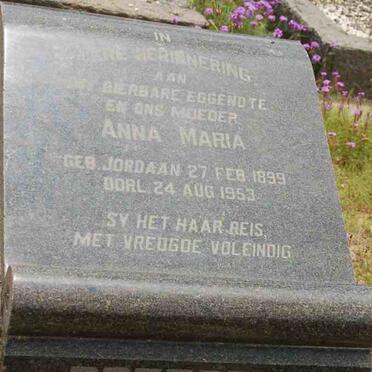 IN
HERINNERING
AAN
DIERBARE EGGENOTE
EN ONS MOEDER
ANNA MARIA
GEB. JORDAAN 27 FEB. 1899
OORL. 24 AUG 1953
SY HET HAAR REIS,
MET VREUGDE VOLEINDIG